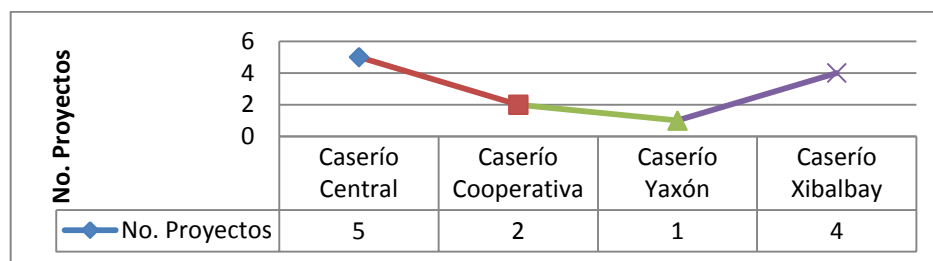 No. Proyectos
6
4
2
0
Caserío Central
Caserío Cooperativa
Caserío Yaxón
Caserío Xibalbay
No. Proyectos 5 2 1 4